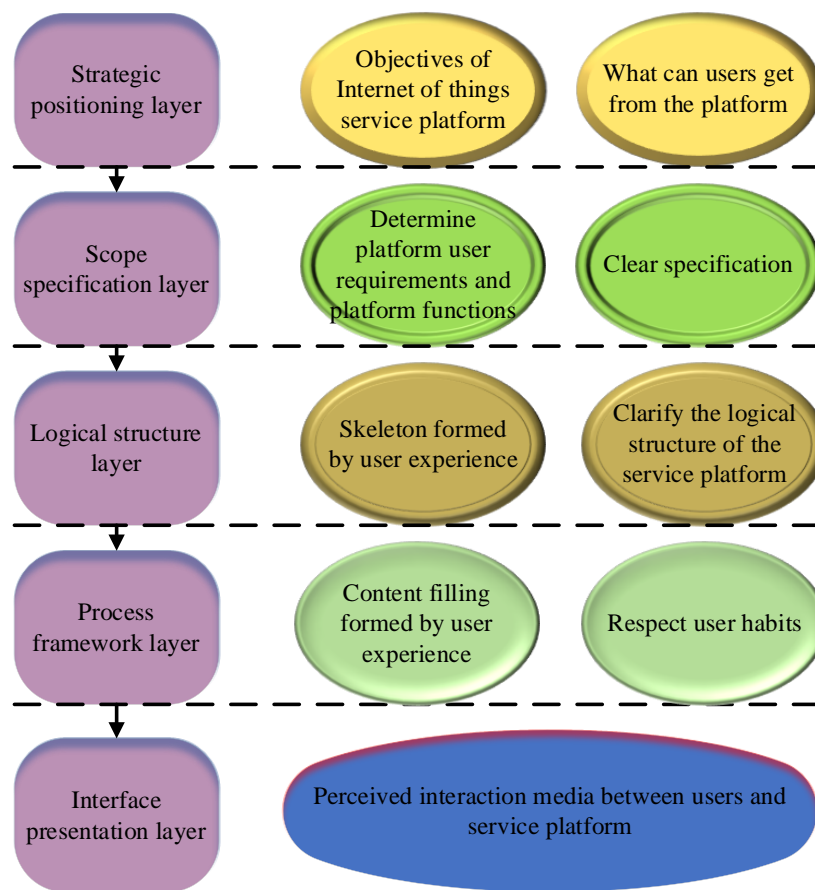 Strategic
positioning layer
Objectives of
Internet of things
service platform
What can users get
from the platform
Scope
specification layer
Determine
platform user
requirements and
platform functions
Clear specification
Logical structure
layer
Skeleton formed
by user experience
Clarify the logical
structure of the
service platform
Process
framework layer
Content filling
formed by user
experience
Respect user habits
Interface
presentation layer
Perceived interaction media between users and
service platform